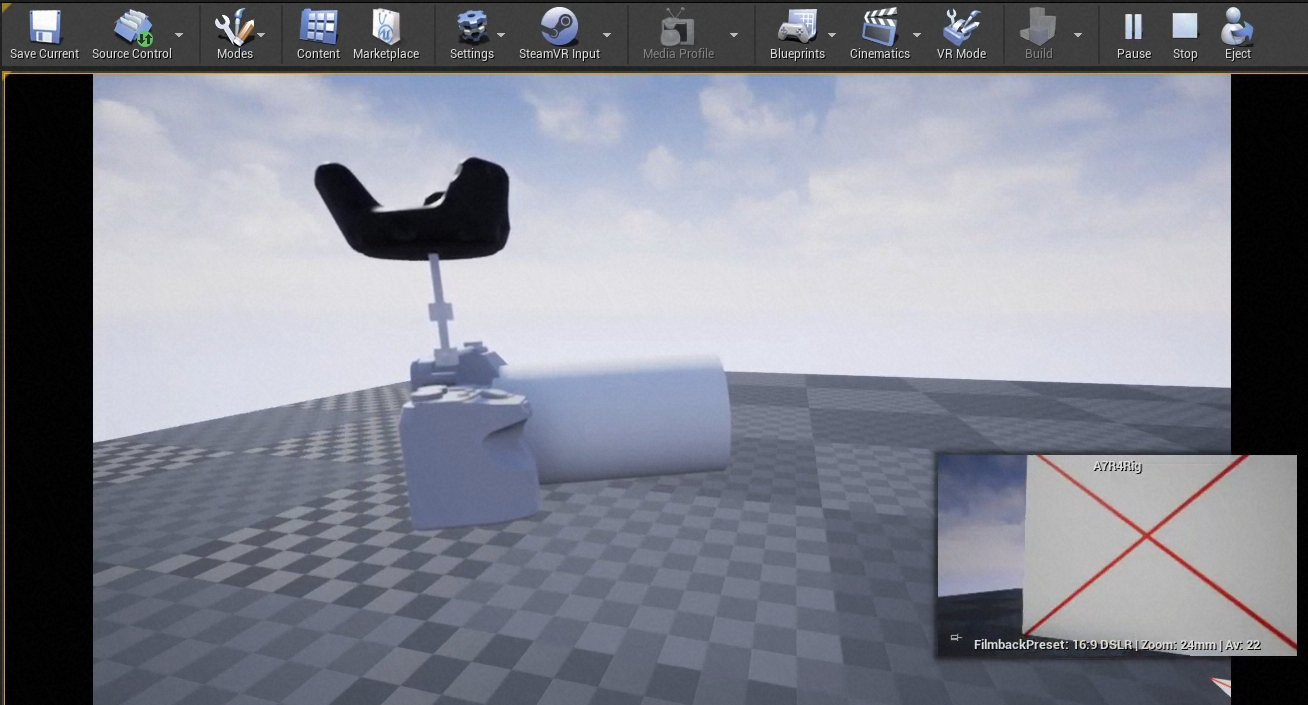 Save Current
Source Control
Modes
Content
Marketplace
Settings
SteamVR Input
Media Profile
Blueprints
Cinematics
VR Mode
Build
Pause
Stop
Eject
A7R4Rig
FilmbackPreset: 16:9 DSLR | Zoom: 24mm | Av: 22